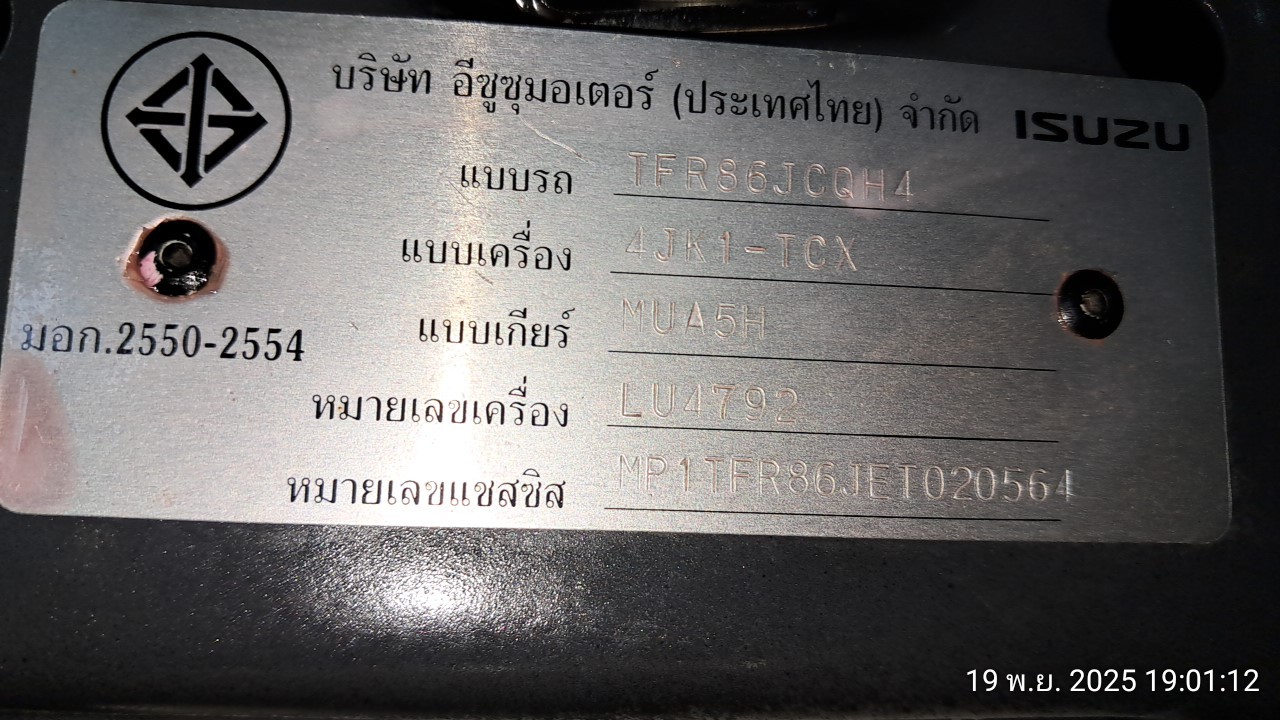 บริษัท อีซูซุมอเตอร์ (ประเทศไทย) จำกัด ISUZU
แบบรถ TFR86JCQH4
แบบเครื่อง 4JK1-TCX
แบบเกียร์ MUA5H
มอก.2550-2554
หมายเลขเครื่อง LU4792
หมายเลขแชสซิส MP1TFR86JET020564
19 พ.ย. 2025 19:01:12